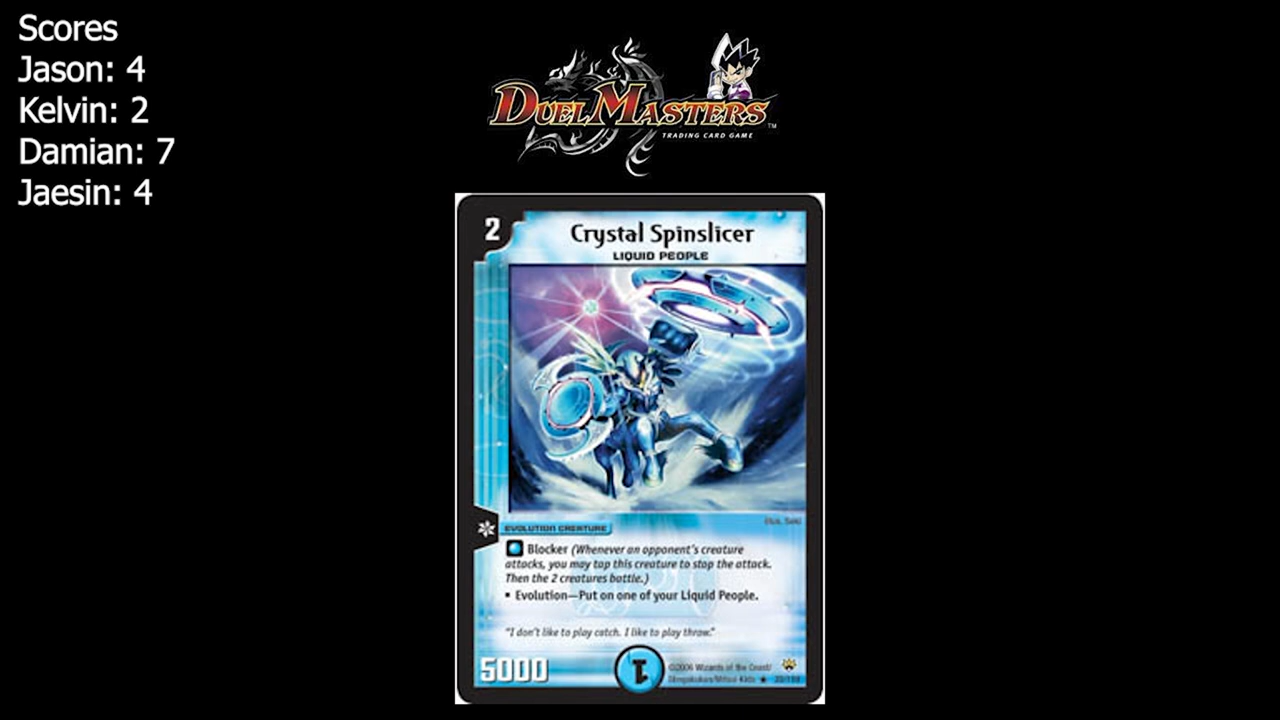 Scores
Jason: 4
Kelvin: 2
Damian: 7
Jaesin: 4
DUEL MASTERS™
TRADING CARD GAME
2
Crystal Spinslicer
LIQUID PEOPLE
EVOLUTION CREATURE
Blocker (Whenever an opponent's creature
attacks, you may tap this creature to stop the attack.
Then the 2 creatures battle.)
▪ Evolution—Put on one of your Liquid People.
"I don't like to play catch. I like to play throw."
5000
1
©2006 Wizards of the Coast/